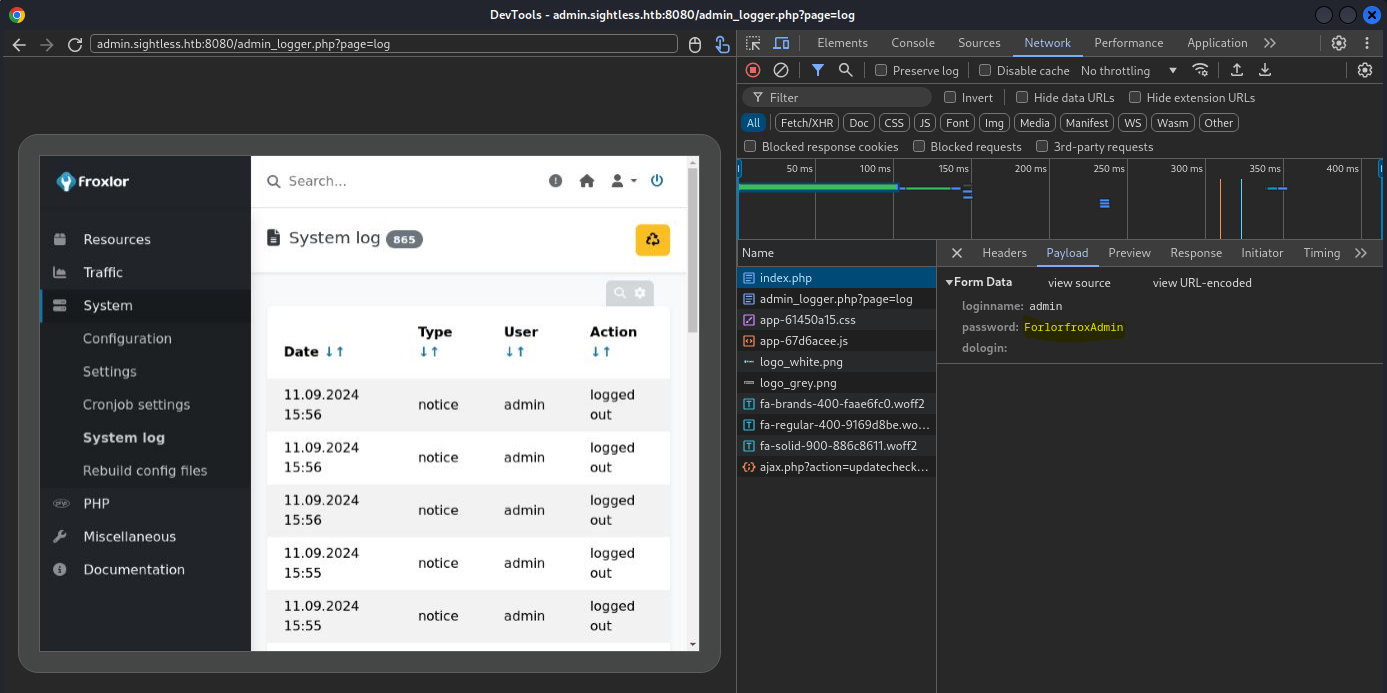 DevTools - admin.sightless.htb:8080/admin_logger.php?page=log
admin.sightless.htb:8080/admin_logger.php?page=log
Elements Console Sources Network Performance Application
Preserve log Disable cache No throttling
Filter Invert Hide data URLs Hide extension URLs
All Fetch/XHR Doc CSS JS Font Img Media Manifest WS Wasm Other
Blocked response cookies Blocked requests 3rd-party requests
50 ms 100 ms 150 ms 200 ms 250 ms 300 ms 350 ms 400 ms
Name
index.php
admin_logger.php?page=log
app-61450a15.css
app-67d6acee.js
logo_white.png
logo_grey.png
fa-brands-400-faae6fc0.woff2
fa-regular-400-9169d8be.wo...
fa-solid-900-886c8611.woff2
ajax.php?action=updatecheck...
Headers Payload Preview Response Initiator Timing
Form Data view source view URL-encoded
loginname: admin
password: ForlorfroxAdmin
dologin:
Froxlor
Resources
Traffic
System
Configuration
Settings
Cronjob settings
System log
Rebuild config files
php PHP
Miscellaneous
Documentation
Search...
System log 865
Date Type User Action
11.09.2024 15:56 notice admin logged out
11.09.2024 15:56 notice admin logged out
11.09.2024 15:56 notice admin logged out
11.09.2024 15:55 notice admin logged out
11.09.2024 15:55 notice admin logged out